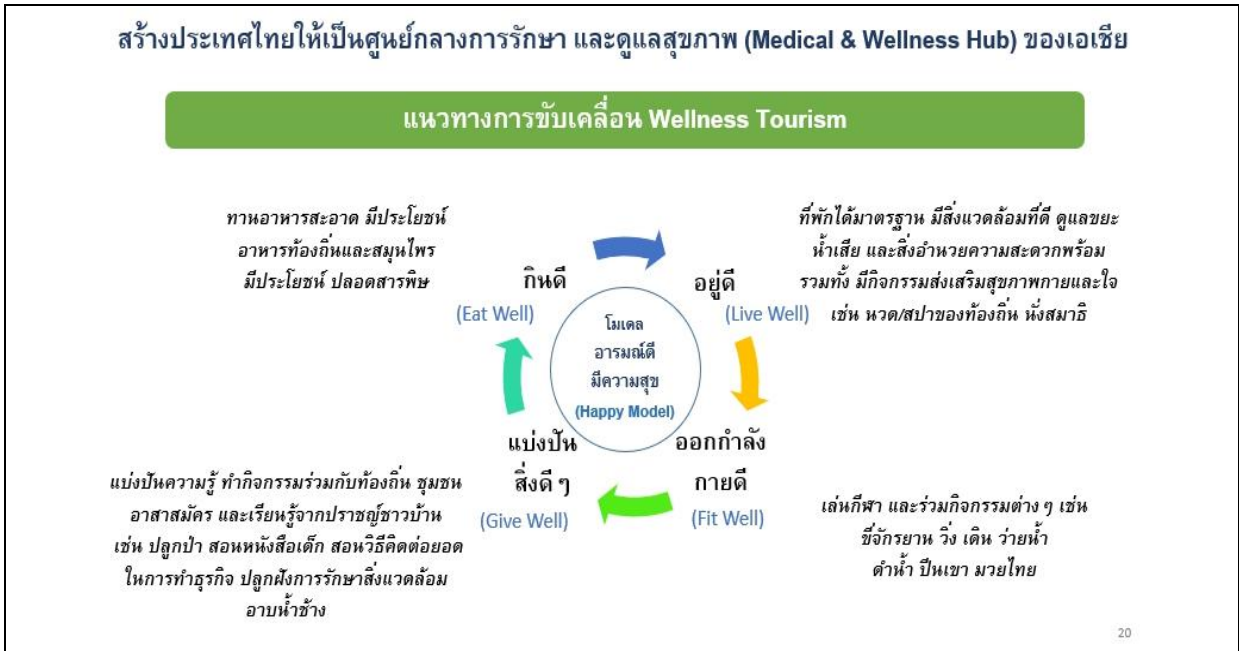 สร้างประเทศไทยให้เป็นศูนย์กลางการรักษา และดูแลสุขภาพ (Medical & Wellness Hub) ของเอเชีย
แนวทางการขับเคลื่อน Wellness Tourism
ทานอาหารสะอาด มีประโยชน์
อาหารท้องถิ่นและสมุนไพร
มีประโยชน์ ปลอดสารพิษ
กินดี
(Eat Well)
ที่พักได้มาตรฐาน มีสิ่งแวดล้อมที่ดี ดูแลขยะ
น้ำเสีย และสิ่งอำนวยความสะดวกพร้อม
รวมทั้ง มีกิจกรรมส่งเสริมสุขภาพกายและใจ
เช่น นวด/สปาของท้องถิ่น นั่งสมาธิ
อยู่ดี
(Live Well)
โมเดล
อารมณ์ดี
มีความสุข
(Happy Model)
แบ่งปัน
สิ่งดี ๆ
(Give Well)
ออกกำลัง
กายดี
(Fit Well)
แบ่งปันความรู้ ทำกิจกรรมร่วมกับท้องถิ่น ชุมชน
อาสาสมัคร และเรียนรู้จากปราชญ์ชาวบ้าน
เช่น ปลูกป่า สอนหนังสือเด็ก สอนวิธีคิดต่อยอด
ในการทำธุรกิจ ปลูกฝังการรักษาสิ่งแวดล้อม
อาบน้ำช้าง
เล่นกีฬา และร่วมกิจกรรมต่าง ๆ เช่น
ขี่จักรยาน วิ่ง เดิน ว่ายน้ำ
ดำน้ำ ปีนเขา มวยไทย
20